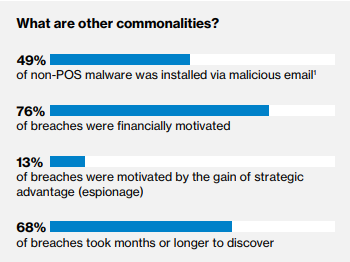 What are other commonalities?
49%
of non-POS malware was installed via malicious email¹
76%
of breaches were financially motivated
13%
of breaches were motivated by the gain of strategic
advantage (espionage)
68%
of breaches took months or longer to discover